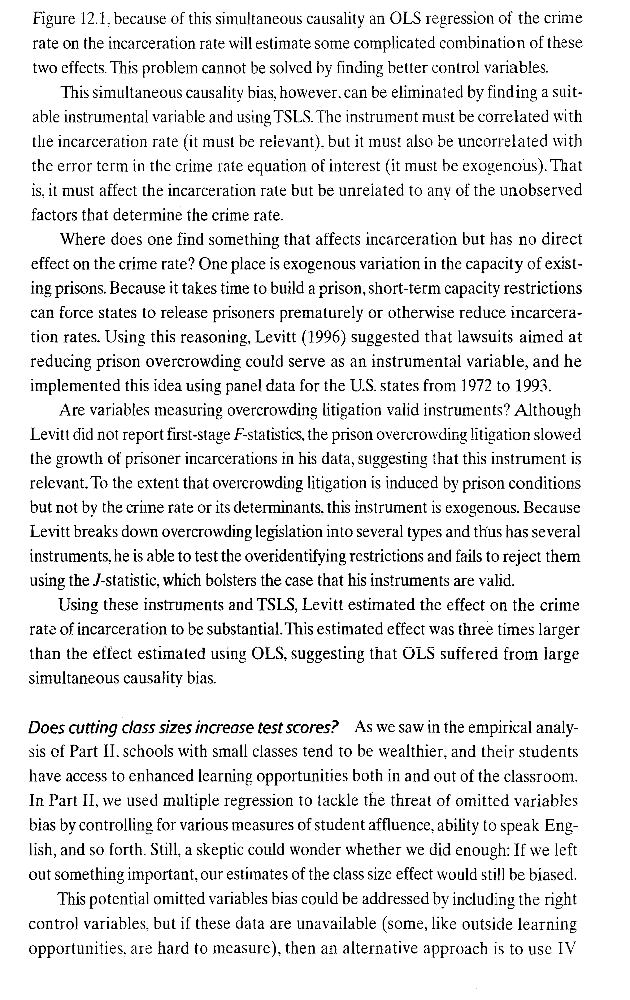 Figure 12.1, because of this simultaneous causality an OLS regression of the crime
rate on the incarceration rate will estimate some complicated combination of these
two effects. This problem cannot be solved by finding better control variables.
This simultaneous causality bias, however, can be eliminated by finding a suit-
able instrumental variable and using TSLS. The instrument must be correlated with
the incarceration rate (it must be relevant), but it must also be uncorrelated with
the error term in the crime rate equation of interest (it must be exogenous). That
is, it must affect the incarceration rate but be unrelated to any of the unobserved
factors that determine the crime rate.
Where does one find something that affects incarceration but has no direct
effect on the crime rate? One place is exogenous variation in the capacity of exist-
ing prisons. Because it takes time to build a prison, short-term capacity restrictions
can force states to release prisoners prematurely or otherwise reduce incarcera-
tion rates. Using this reasoning, Levitt (1996) suggested that lawsuits aimed at
reducing prison overcrowding could serve as an instrumental variable, and he
implemented this idea using panel data for the U.S. states from 1972 to 1993.
Are variables measuring overcrowding litigation valid instruments? Although
Levitt did not report first-stage F-statistics, the prison overcrowding litigation slowed
the growth of prisoner incarcerations in his data, suggesting that this instrument is
relevant. To the extent that overcrowding litigation is induced by prison conditions
but not by the crime rate or its determinants, this instrument is exogenous. Because
Levitt breaks down overcrowding legislation into several types and thus has several
instruments, he is able to test the overidentifying restrictions and fails to reject them
using the J-statistic, which bolsters the case that his instruments are valid.
Using these instruments and TSLS, Levitt estimated the effect on the crime
rate of incarceration to be substantial. This estimated effect was three times larger
than the effect estimated using OLS, suggesting that OLS suffered from large
simultaneous causality bias.
Does cutting class sizes increase test scores? As we saw in the empirical analy-
sis of Part II, schools with small classes tend to be wealthier, and their students
have access to enhanced learning opportunities both in and out of the classroom.
In Part II, we used multiple regression to tackle the threat of omitted variables
bias by controlling for various measures of student affluence, ability to speak Eng-
lish, and so forth. Still, a skeptic could wonder whether we did enough: If we left
out something important, our estimates of the class size effect would still be biased.
This potential omitted variables bias could be addressed by including the right
control variables, but if these data are unavailable (some, like outside learning
opportunities, are hard to measure), then an alternative approach is to use IV